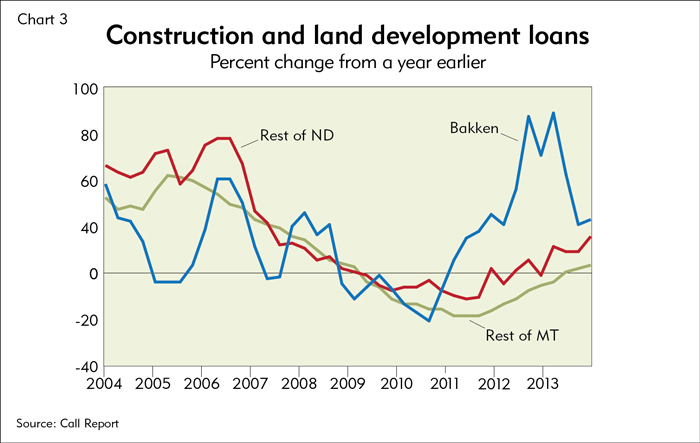 Chart 3
Construction and land development loans
Percent change from a year earlier
100
80
60
40
20
0
-20
-40
Rest of ND
Bakken
Rest of MT
2004 2005 2006 2007 2008 2009 2010 2011 2012 2013
Source: Call Report